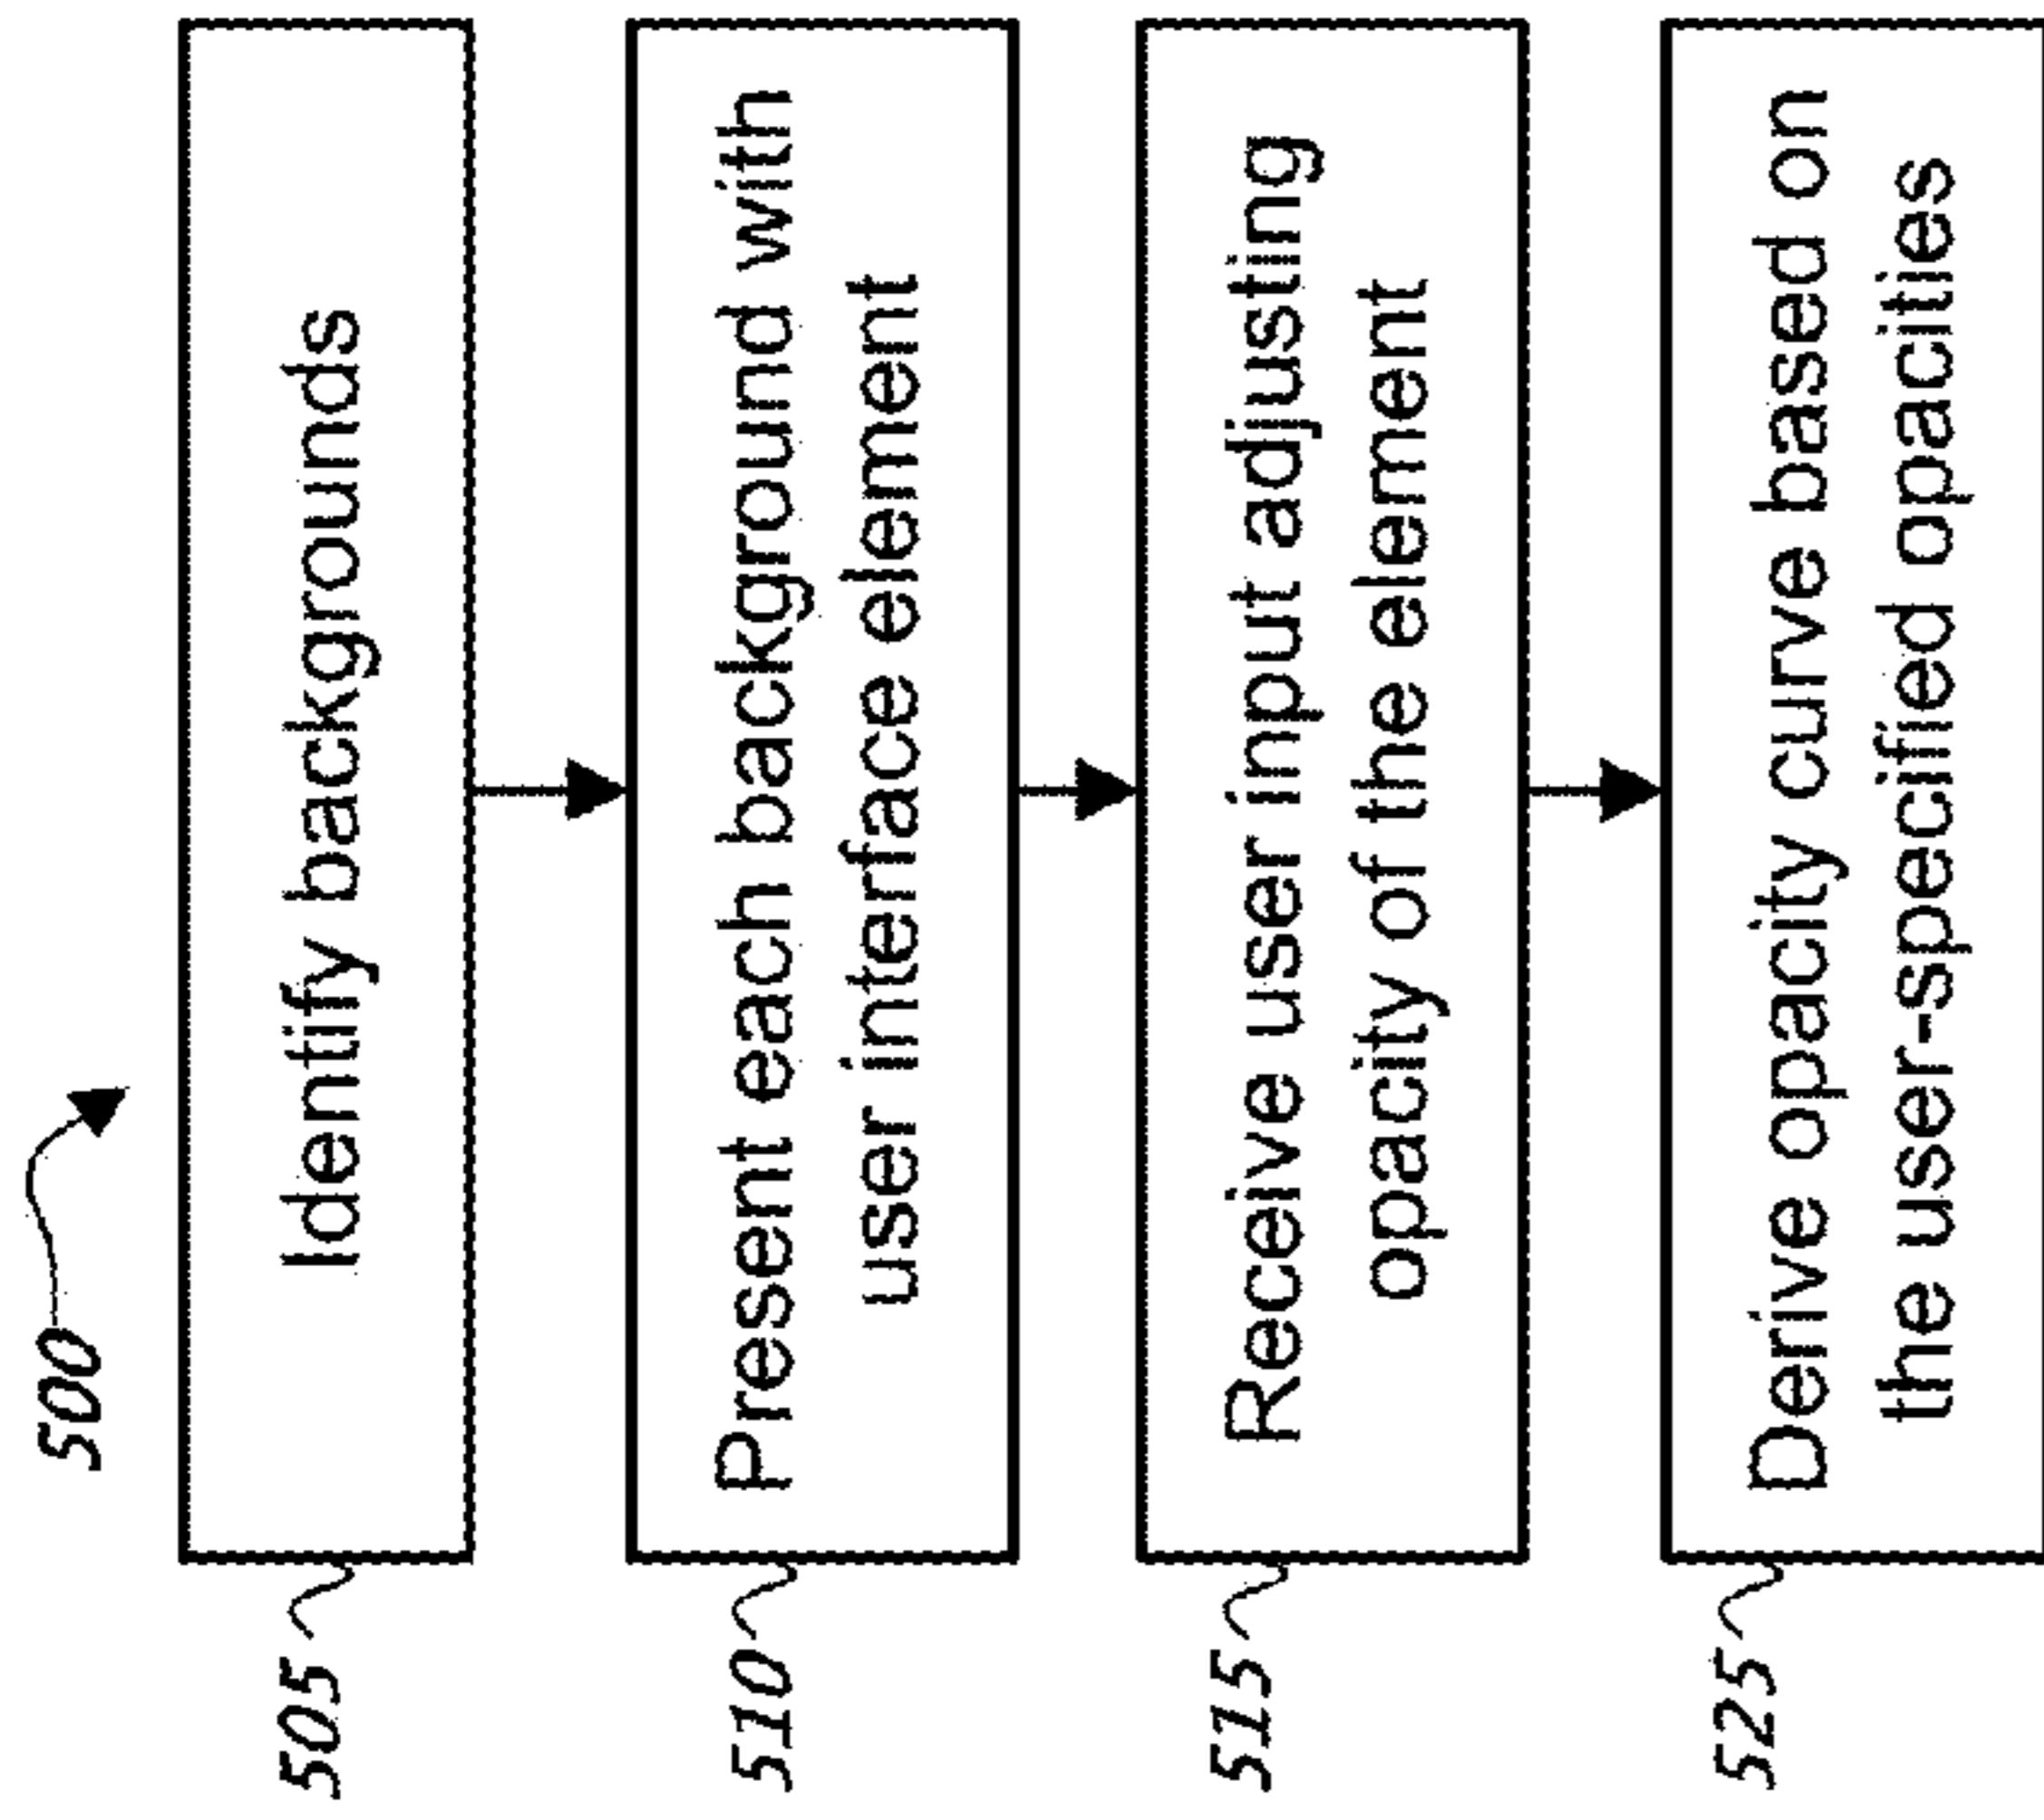 500
505
Identify backgrounds
510
Present each background with
user interface element
515
Receive user input adjusting
opacity of the element
525
Derive opacity curve based on
the user-specified opacities